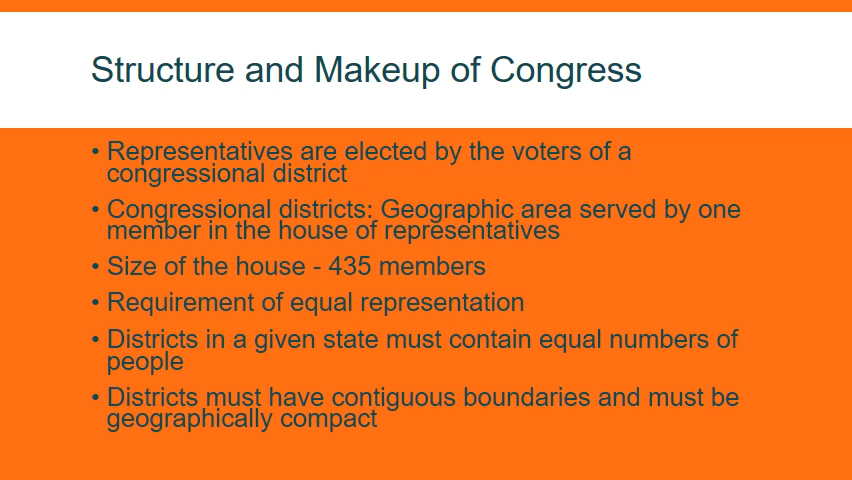 Structure and Makeup of Congress
• Representatives are elected by the voters of a
congressional district
• Congressional districts: Geographic area served by one
member in the house of representatives
• Size of the house - 435 members
• Requirement of equal representation
• Districts in a given state must contain equal numbers of
people
• Districts must have contiguous boundaries and must be
geographically compact